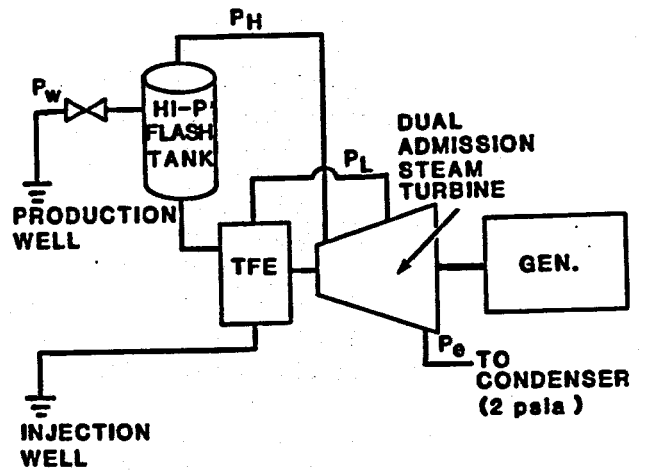 PH
Pw
HI-P
FLASH
TANK
DUAL
ADMISSION
STEAM
TURBINE
PL
PRODUCTION
WELL
TFE
GEN.
Pe
TO
CONDENSER
(2 psia)
INJECTION
WELL